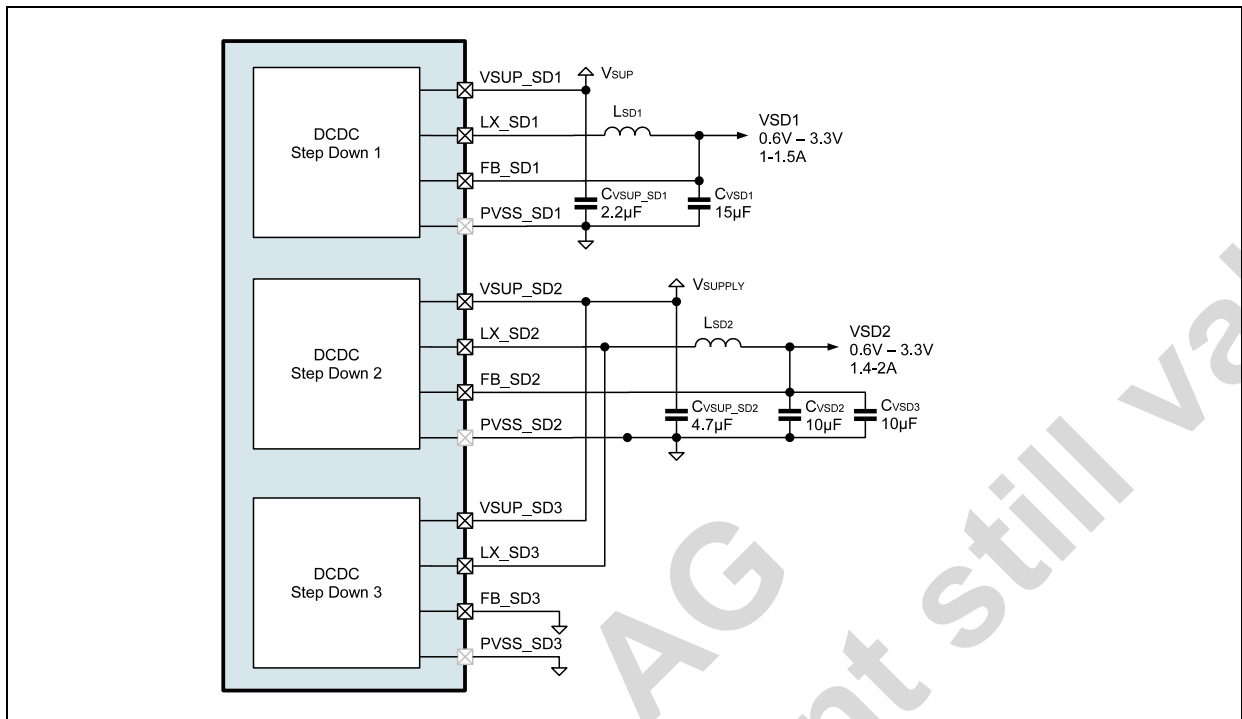 DCDC
Step Down 1
VSUP_SD1
LX_SD1
FB_SD1
PVSS_SD1
VSUP
LSD1
VSD1
0.6V – 3.3V
1-1.5A
CVSUP_SD1
2.2µF
CVSD1
15µF
DCDC
Step Down 2
VSUP_SD2
LX_SD2
FB_SD2
PVSS_SD2
VSUPPLY
LSD2
VSD2
0.6V – 3.3V
1.4-2A
CVSUP_SD2
4.7µF
CVSD2
10µF
CVSD3
10µF
DCDC
Step Down 3
VSUP_SD3
LX_SD3
FB_SD3
PVSS_SD3
AG
still